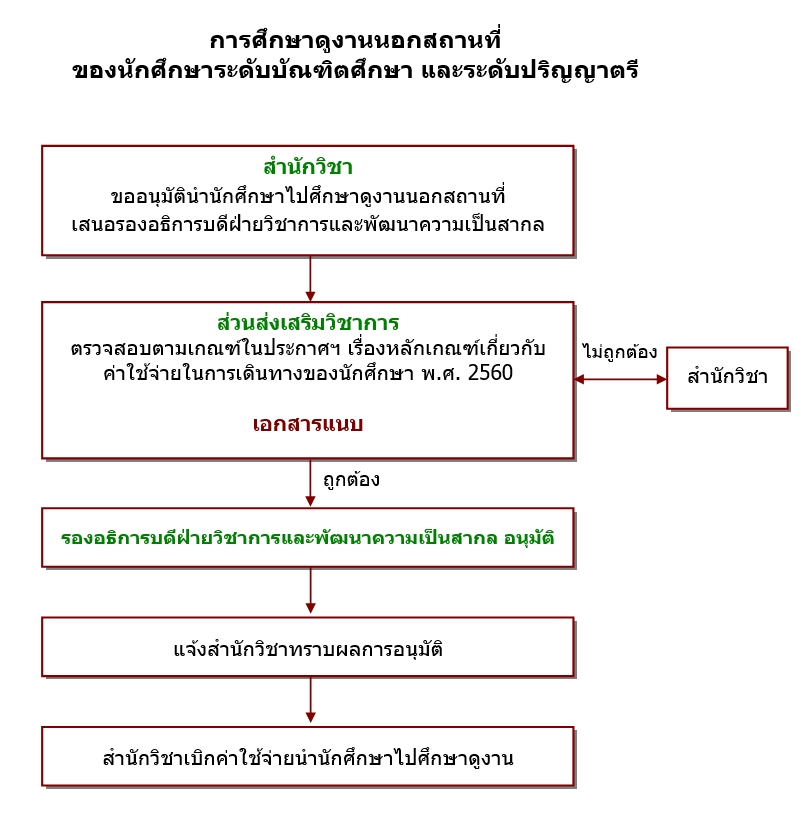 การศึกษาดูงานนอกสถานที่
ของนักศึกษาระดับบัณฑิตศึกษา และระดับปริญญาตรี
สำนักวิชา
ขออนุมัตินำนักศึกษาไปศึกษาดูงานนอกสถานที่
เสนอรองอธิการบดีฝ่ายวิชาการและพัฒนาความเป็นสากล
ส่วนส่งเสริมวิชาการ
ตรวจสอบตามเกณฑ์ในประกาศฯ เรื่องหลักเกณฑ์เกี่ยวกับ
ค่าใช้จ่ายในการเดินทางของนักศึกษา พ.ศ. 2560
เอกสารแนบ
ไม่ถูกต้อง
สำนักวิชา
ถูกต้อง
รองอธิการบดีฝ่ายวิชาการและพัฒนาความเป็นสากล อนุมัติ
แจ้งสำนักวิชาทราบผลการอนุมัติ
สำนักวิชาเบิกค่าใช้จ่ายนำนักศึกษาไปศึกษาดูงาน